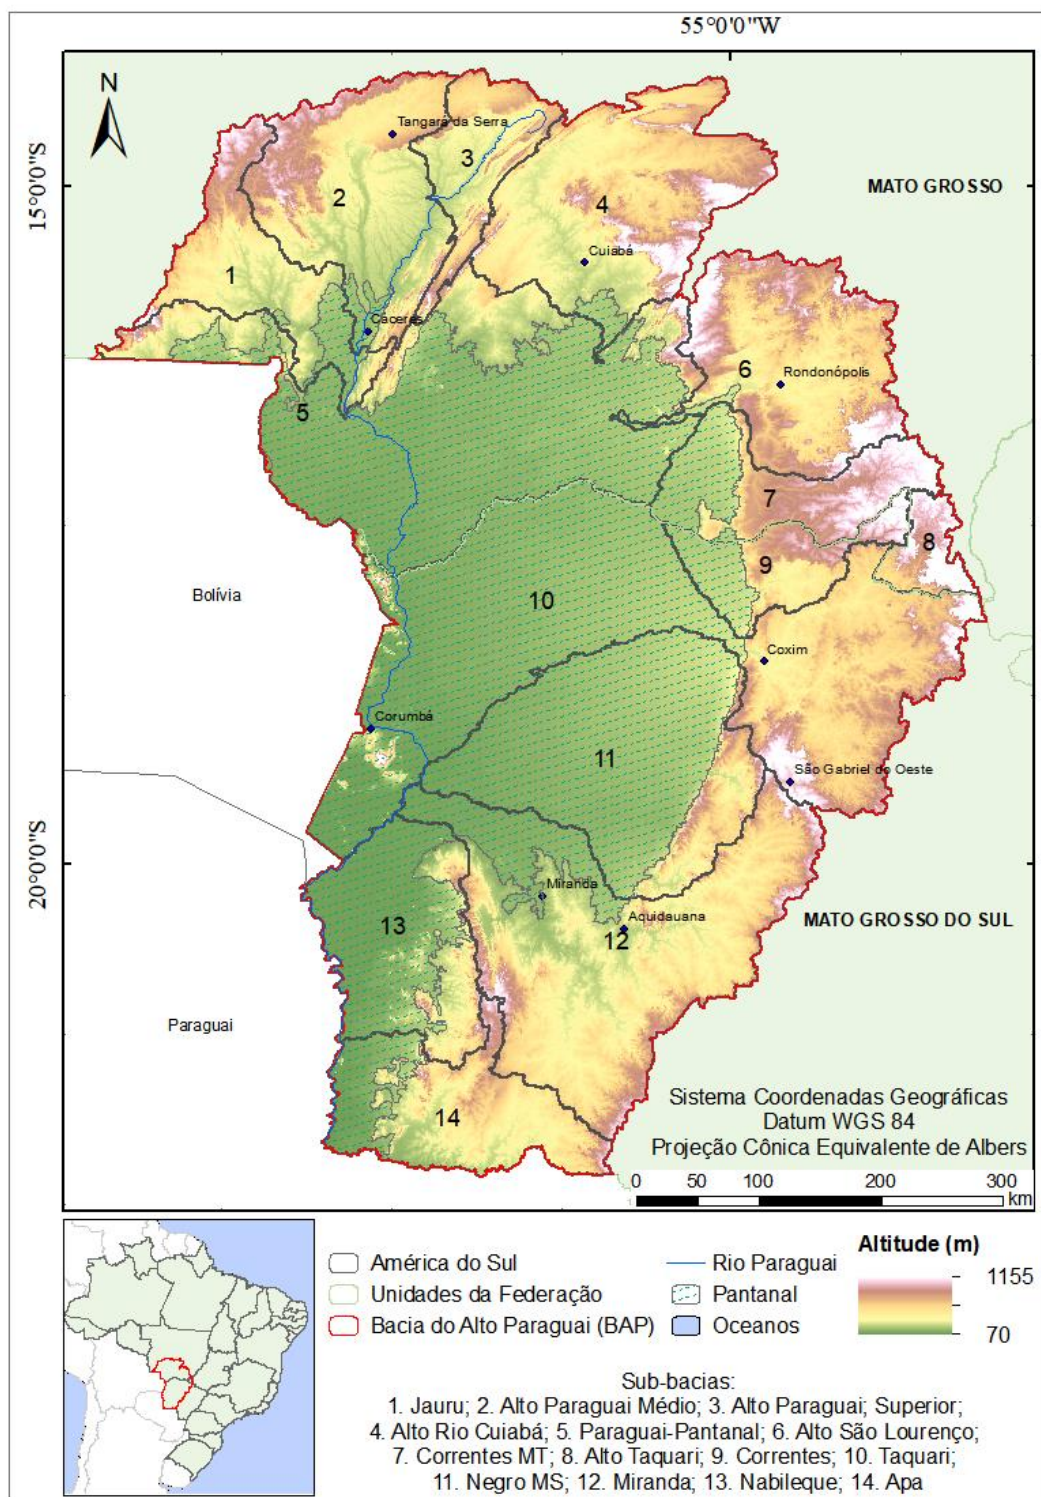 55°0'0"W
N
Tangará da Serra
3
2
15°0'0"S
MATO GROSSO
4
Cuiabá
1
Cáceres
6
Rondonópolis
5
7
8
9
Bolívia
10
Coxim
Corumbá
11
São Gabriel do Oeste
20°0'0"S
Miranda
13
Aquidauana
12
MATO GROSSO DO SUL
Paraguai
14
Sistema Coordenadas Geográficas
Datum WGS 84
Projeção Cônica Equivalente de Albers
0 50 100 200 300
km
América do Sul
Unidades da Federação
Bacia do Alto Paraguai (BAP)
Rio Paraguai
Pantanal
Oceanos
Altitude (m)
1155
70
Sub-bacias:
1. Jauru; 2. Alto Paraguai Médio; 3. Alto Paraguai; Superior;
4. Alto Rio Cuiabá; 5. Paraguai-Pantanal; 6. Alto São Lourenço;
7. Correntes MT; 8. Alto Taquari; 9. Correntes; 10. Taquari;
11. Negro MS; 12. Miranda; 13. Nabileque; 14. Apa